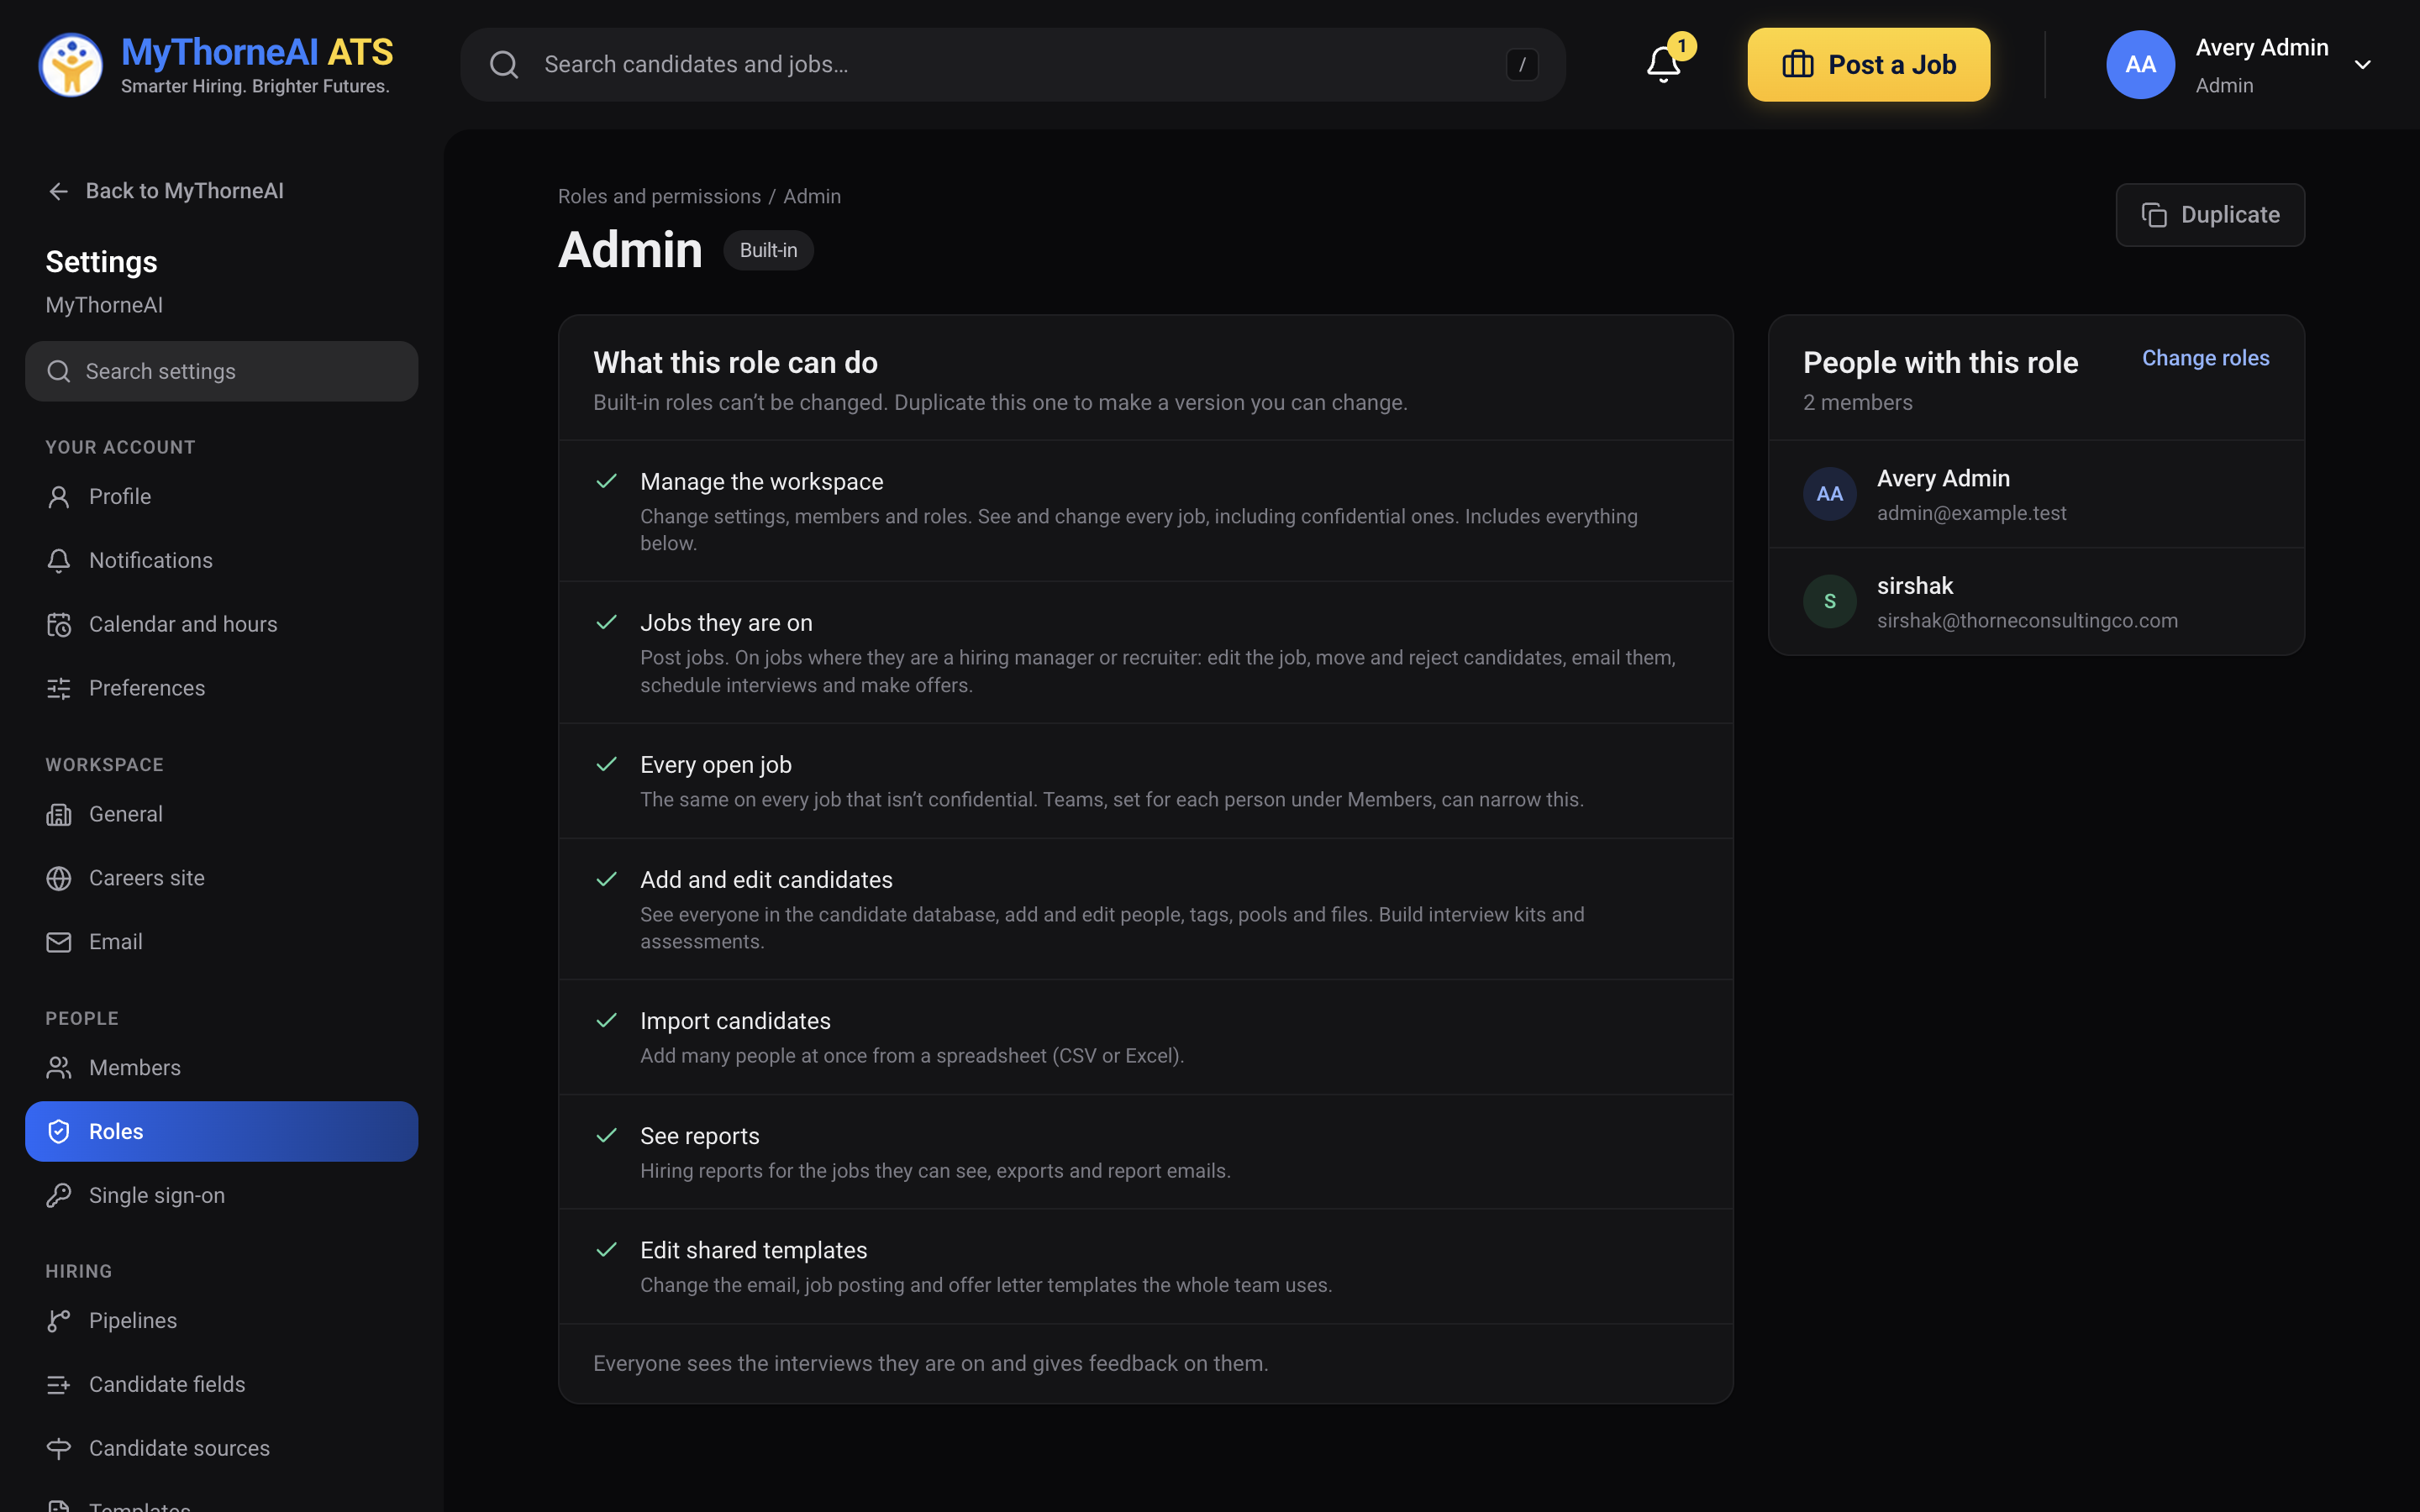 MyThorneAI ATS
Smarter Hiring. Brighter Futures.
Search candidates and jobs...
/
1
Post a Job
AA
Avery Admin
Admin
Back to MyThorneAI
Settings
MyThorneAI
Search settings
YOUR ACCOUNT
Profile
Notifications
Calendar and hours
Preferences
WORKSPACE
General
Careers site
Email
PEOPLE
Members
Roles
Single sign-on
HIRING
Pipelines
Candidate fields
Candidate sources
Templates
Roles and permissions / Admin
Admin
Built-in
Duplicate
What this role can do
Built-in roles can’t be changed. Duplicate this one to make a version you can change.
Manage the workspace
Change settings, members and roles. See and change every job, including confidential ones. Includes everything
below.
Jobs they are on
Post jobs. On jobs where they are a hiring manager or recruiter: edit the job, move and reject candidates, email them,
schedule interviews and make offers.
Every open job
The same on every job that isn’t confidential. Teams, set for each person under Members, can narrow this.
Add and edit candidates
See everyone in the candidate database, add and edit people, tags, pools and files. Build interview kits and
assessments.
Import candidates
Add many people at once from a spreadsheet (CSV or Excel).
See reports
Hiring reports for the jobs they can see, exports and report emails.
Edit shared templates
Change the email, job posting and offer letter templates the whole team uses.
Everyone sees the interviews they are on and gives feedback on them.
People with this role
Change roles
2 members
AA
Avery Admin
admin@example.test
S
sirshak
sirshak@thorneconsultingco.com